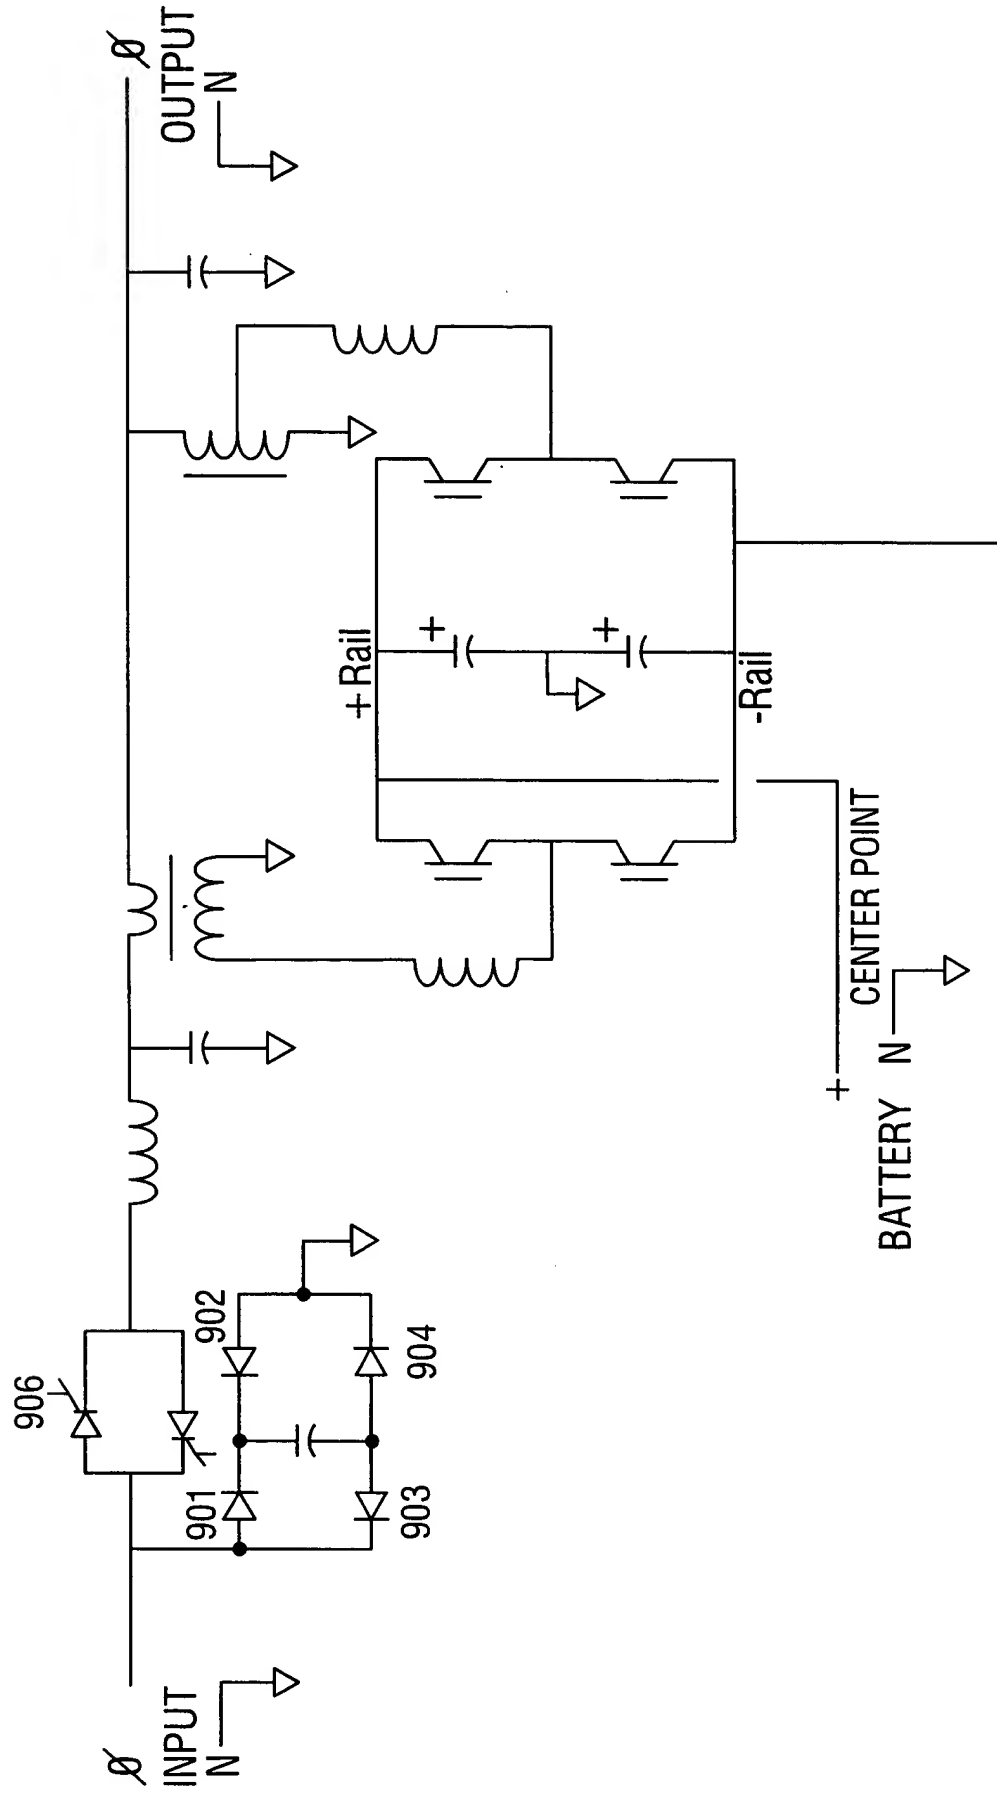 Ø
INPUT
N
906
901
902
903
904
+Rail
+
+
-Rail
+
CENTER POINT
BATTERY N
Ø
OUTPUT
N